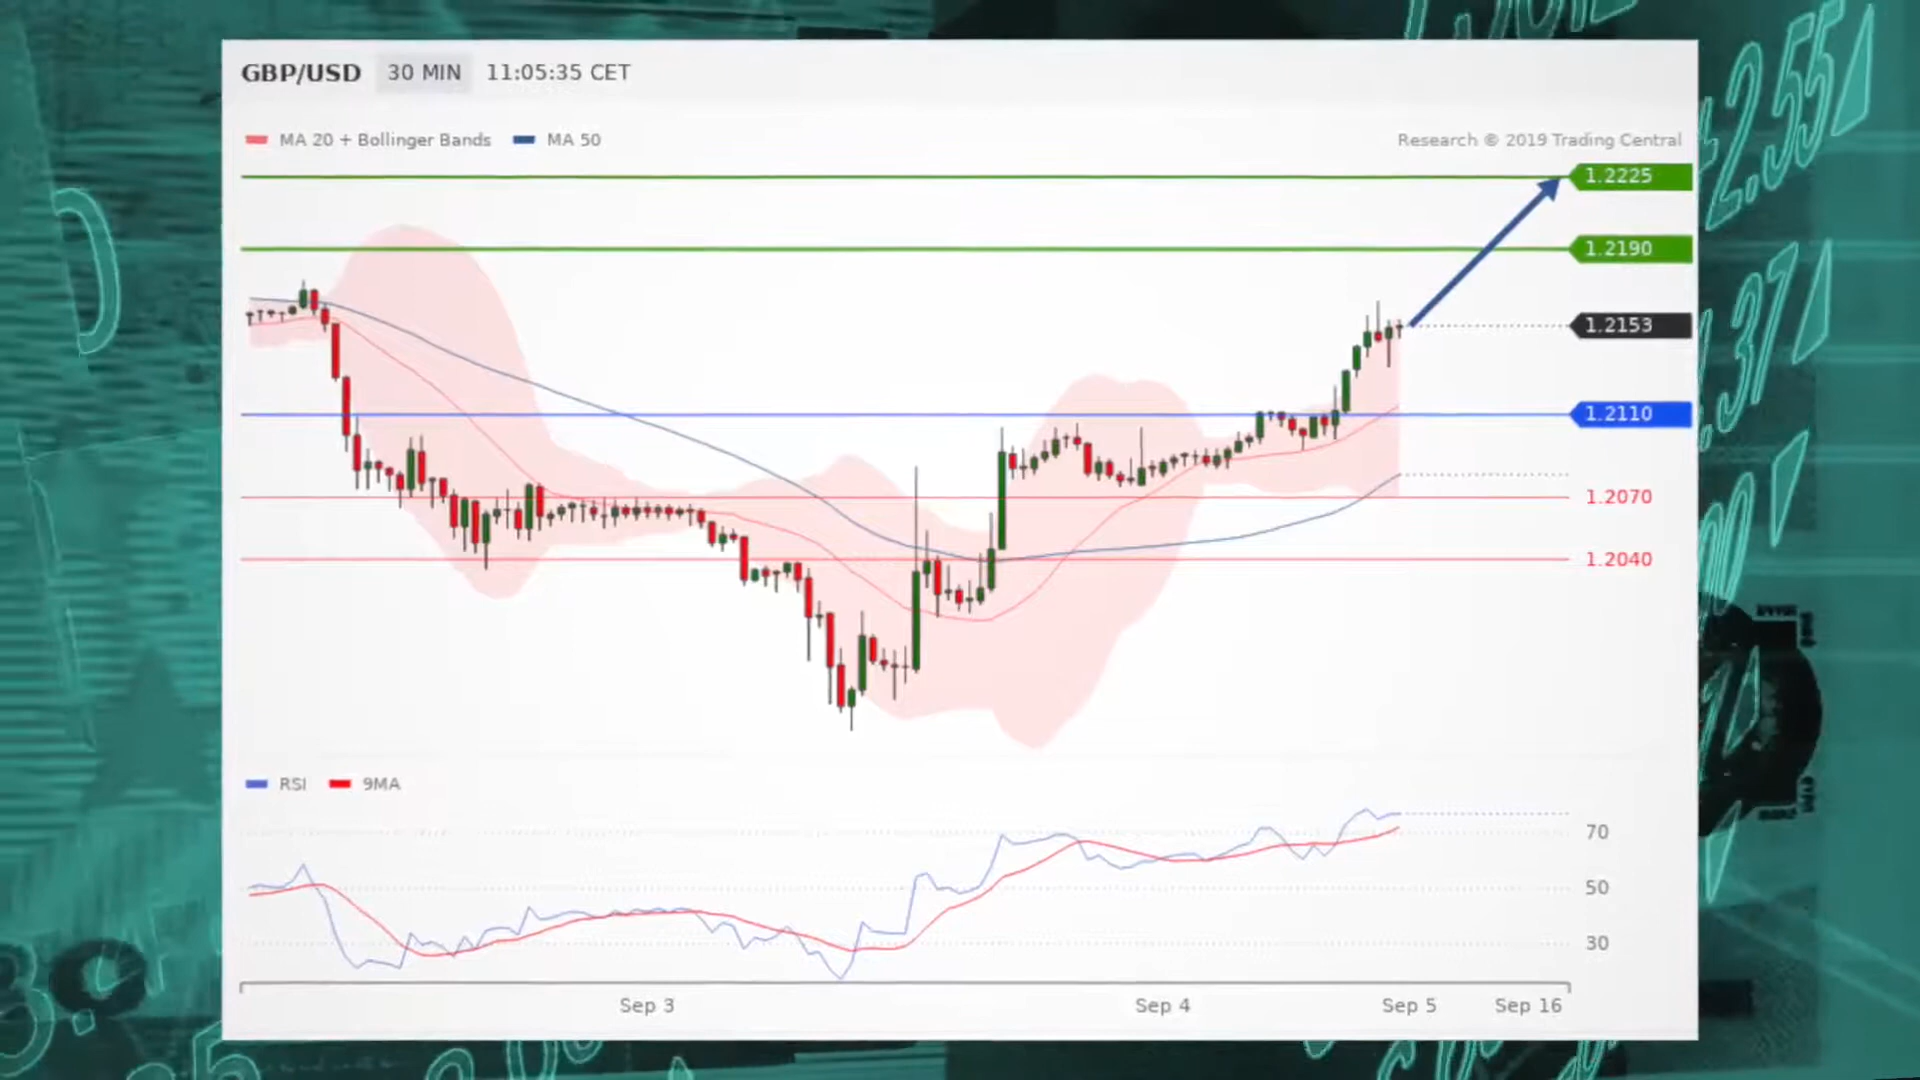 GBP/USD 30 MIN 11:05:35 CET
MA 20 + Bollinger Bands MA 50 Research © 2019 Trading Central
1.2225
1.2190
1.2153
1.2110
1.2070
1.2040
RSI 9MA
70
50
30
Sep 3 Sep 4 Sep 5 Sep 16
+2.55